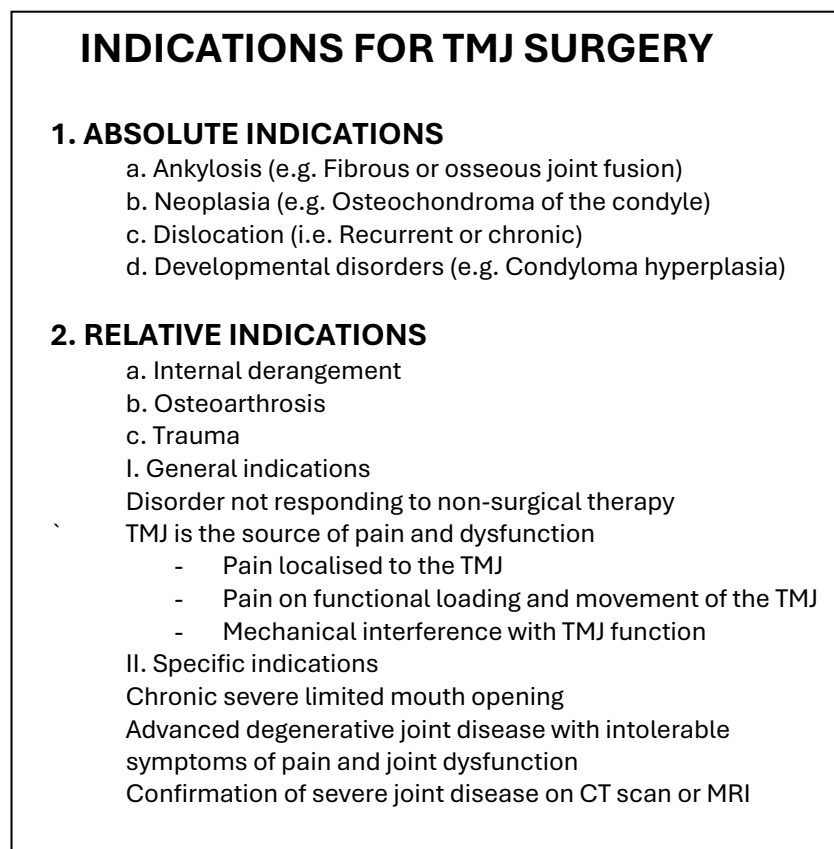 INDICATIONS FOR TMJ SURGERY
1. ABSOLUTE INDICATIONS
a. Ankylosis (e.g. Fibrous or osseous joint fusion)
b. Neoplasia (e.g. Osteochondroma of the condyle)
c. Dislocation (i.e. Recurrent or chronic)
d. Developmental disorders (e.g. Condyloma hyperplasia)
2. RELATIVE INDICATIONS
a. Internal derangement
b. Osteoarthrosis
c. Trauma
I. General indications
Disorder not responding to non-surgical therapy
` TMJ is the source of pain and dysfunction
- Pain localised to the TMJ
- Pain on functional loading and movement of the TMJ
- Mechanical interference with TMJ function
II. Specific indications
Chronic severe limited mouth opening
Advanced degenerative joint disease with intolerable
symptoms of pain and joint dysfunction
Confirmation of severe joint disease on CT scan or MRI